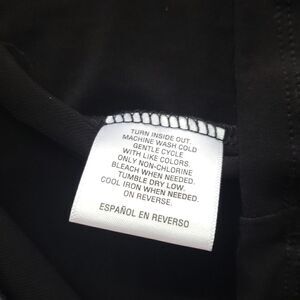 TURN INSIDE OUT.
MACHINE WASH COLD
GENTLE CYCLE
WITH LIKE COLORS.
ONLY NON-CHLORINE
BLEACH WHEN NEEDED.
TUMBLE DRY LOW.
COOL IRON WHEN NEEDED.
ON REVERSE.
ESPAÑOL EN REVERSO